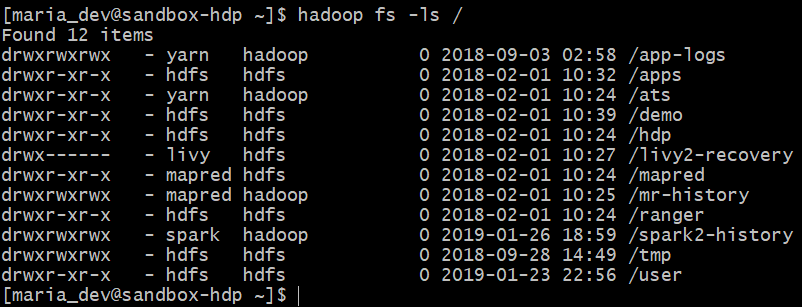 [maria_dev@sandbox-hdp ~]$ hadoop fs -ls /
Found 12 items
drwxrwxrwx   - yarn   hadoop          0 2018-09-03 02:58 /app-logs
drwxr-xr-x   - hdfs   hdfs            0 2018-02-01 10:32 /apps
drwxr-xr-x   - yarn   hadoop          0 2018-02-01 10:24 /ats
drwxr-xr-x   - hdfs   hdfs            0 2018-02-01 10:39 /demo
drwxr-xr-x   - hdfs   hdfs            0 2018-02-01 10:24 /hdp
drwx------   - livy   hdfs            0 2018-02-01 10:27 /livy2-recovery
drwxr-xr-x   - mapred hdfs            0 2018-02-01 10:24 /mapred
drwxrwxrwx   - mapred hadoop          0 2018-02-01 10:25 /mr-history
drwxr-xr-x   - hdfs   hdfs            0 2018-02-01 10:24 /ranger
drwxrwxrwx   - spark  hadoop          0 2019-01-26 18:59 /spark2-history
drwxrwxrwx   - hdfs   hdfs            0 2018-09-28 14:49 /tmp
drwxr-xr-x   - hdfs   hdfs            0 2019-01-23 22:56 /user
[maria_dev@sandbox-hdp ~]$